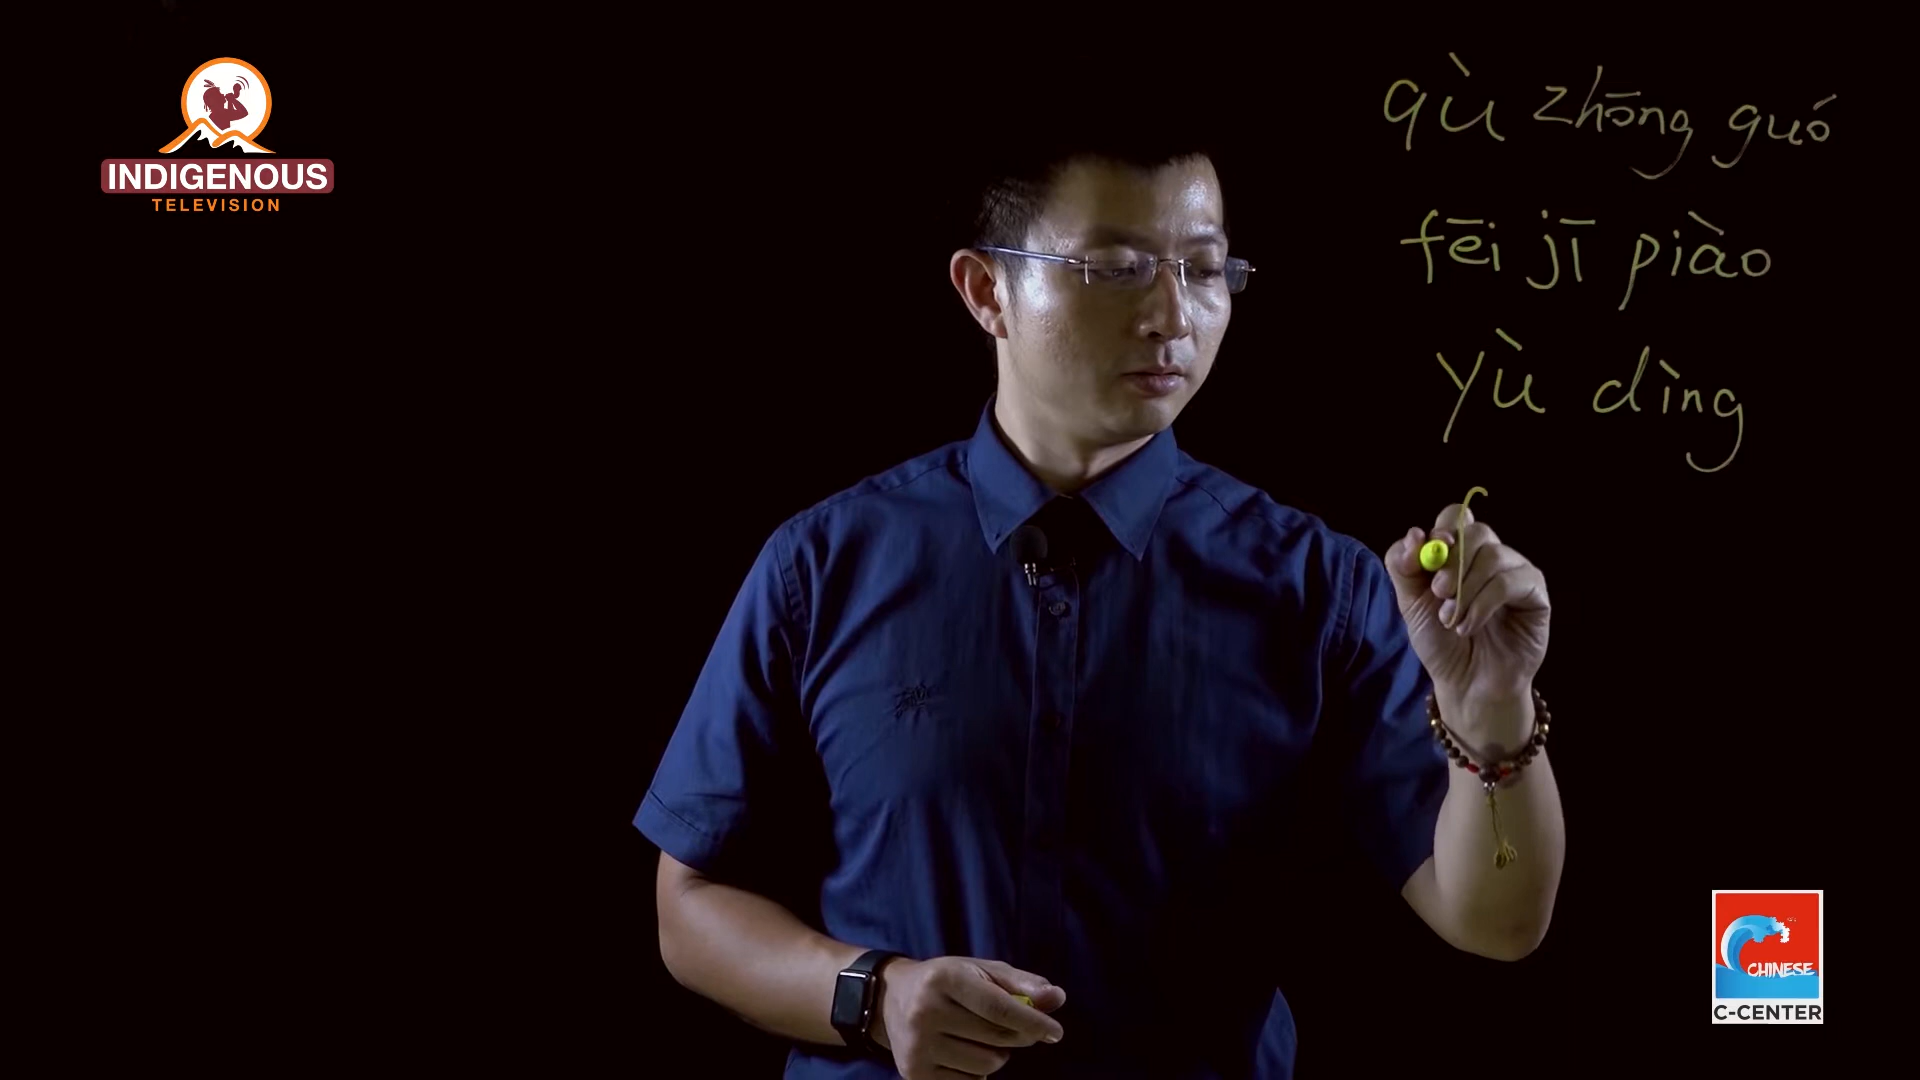 INDIGENOUS
TELEVISION
qù zhōng guó
fēi jī piào
yù dìng
CHINESE
C-CENTER